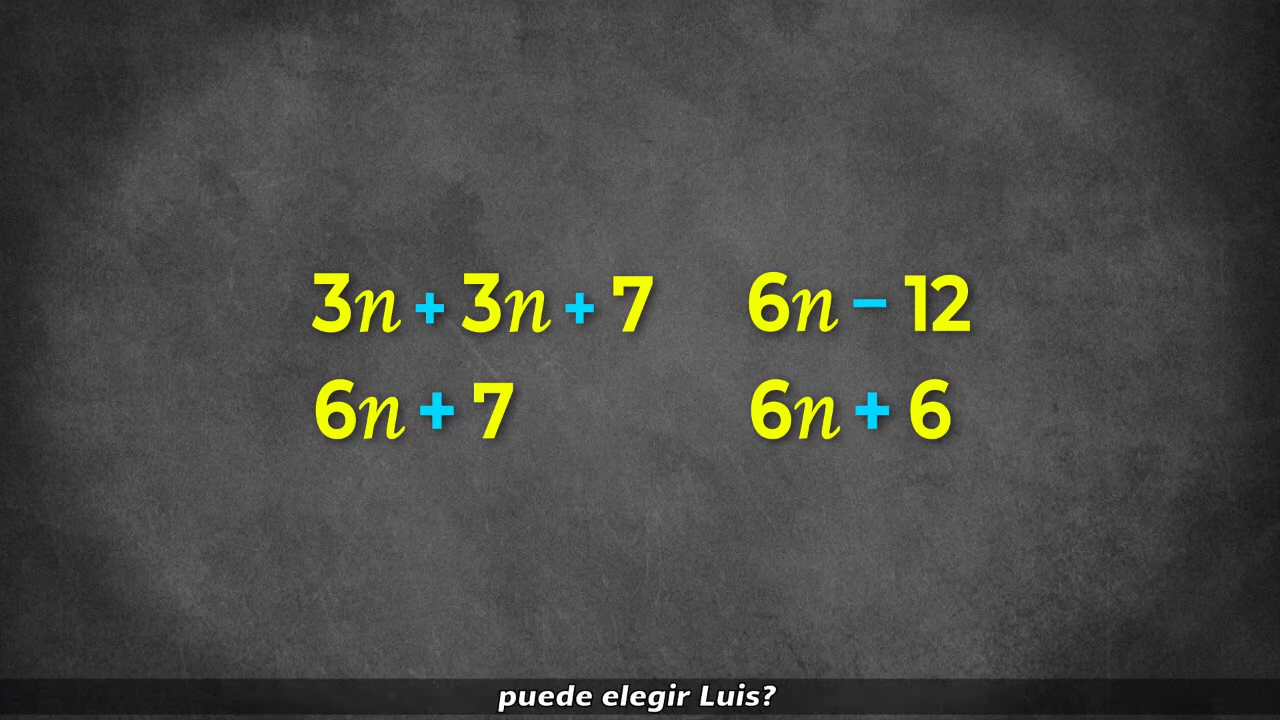 3n + 3n + 7
6n - 12
6n + 7
6n + 6
puede elegir Luis?